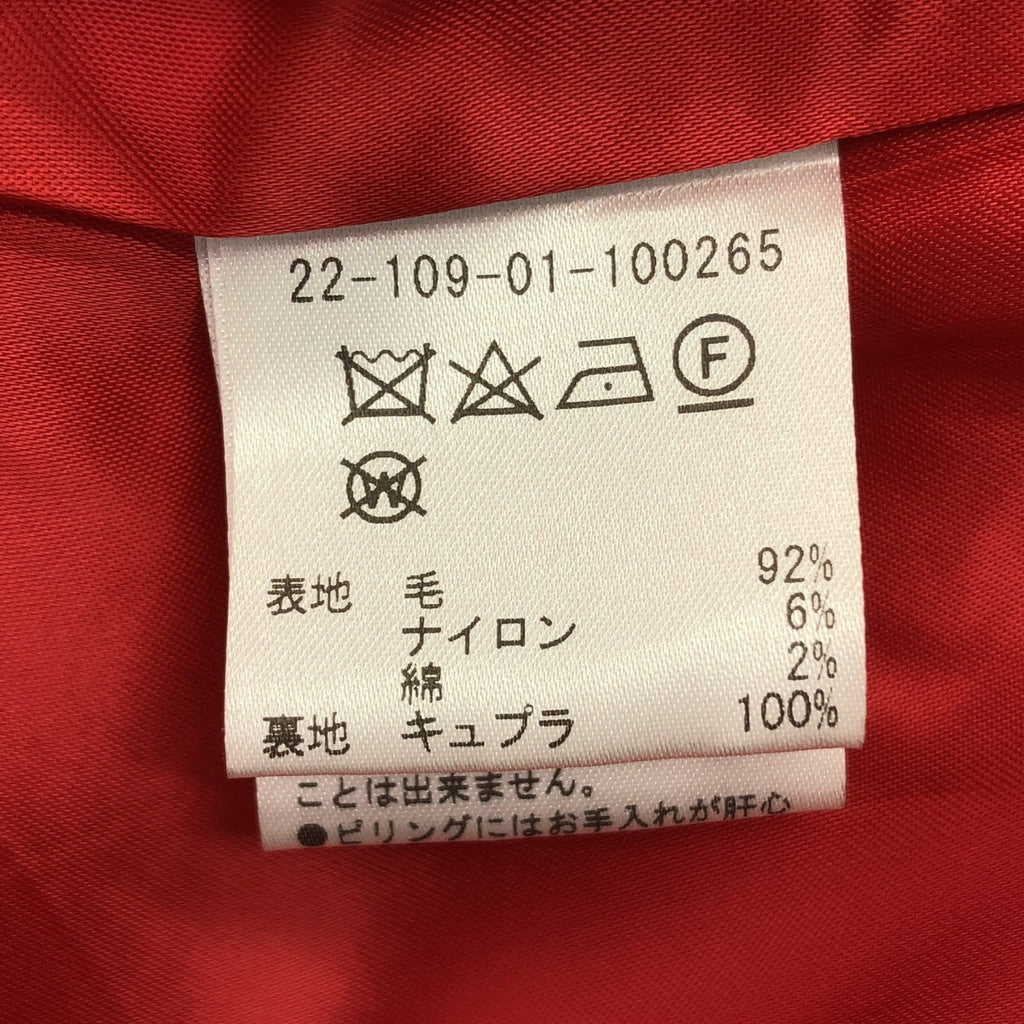 22-109-01-100265
F
W
表地 毛 92%
ナイロン 6%
綿 2%
裏地 キュプラ 100%
ことは出来ません。
●ピリングにはお手入れが肝心